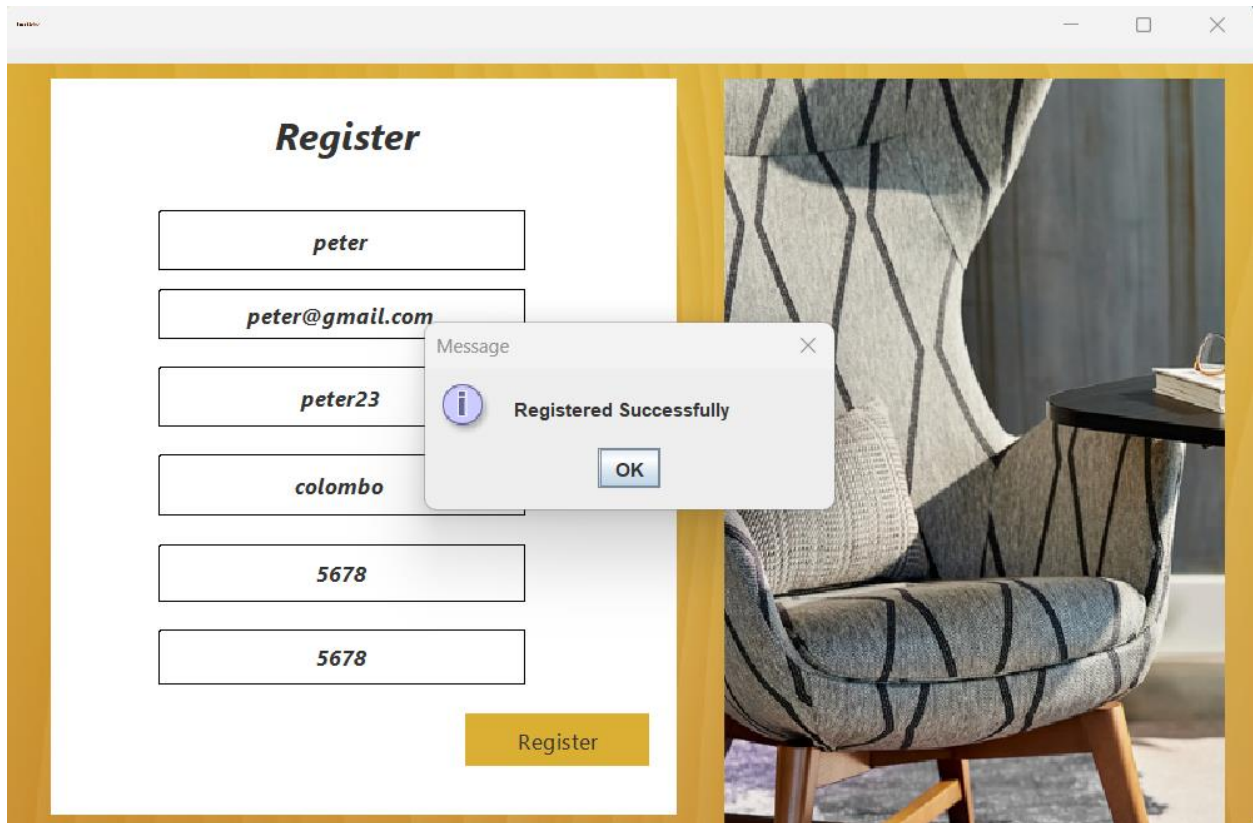 Register
peter
peter@gmail.com
Message
peter23
Registered Successfully
OK
colombo
5678
5678
Register